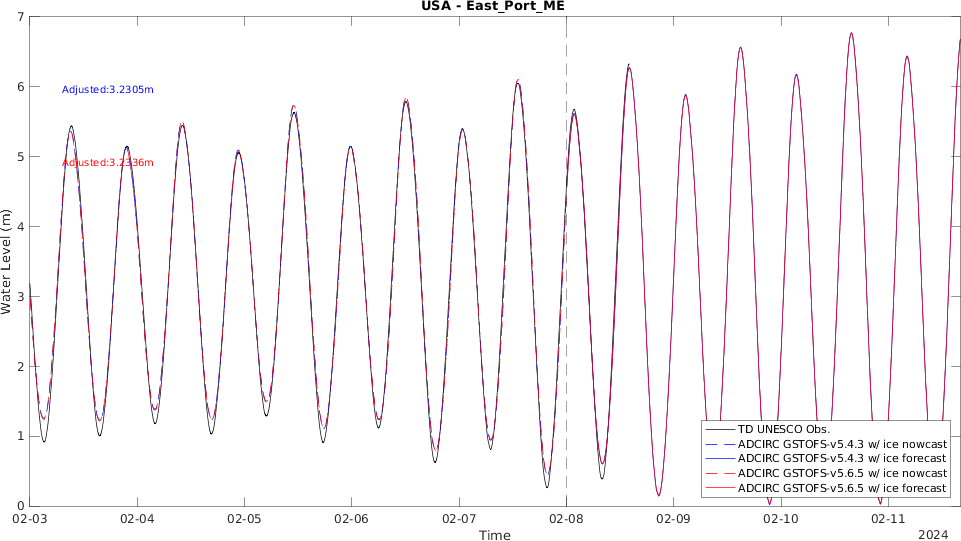 USA - East_Port_ME
7
6
5
4
3
2
1
0
Water Level (m)
Adjusted:3.2305m
Adjusted:3.2336m
TD UNESCO Obs.
ADCIRC GSTOFS-v5.4.3 w/ ice nowcast
ADCIRC GSTOFS-v5.4.3 w/ ice forecast
ADCIRC GSTOFS-v5.6.5 w/ ice nowcast
ADCIRC GSTOFS-v5.6.5 w/ ice forecast
02-03 02-04 02-05 02-06 02-07 02-08 02-09 02-10 02-11
Time
2024